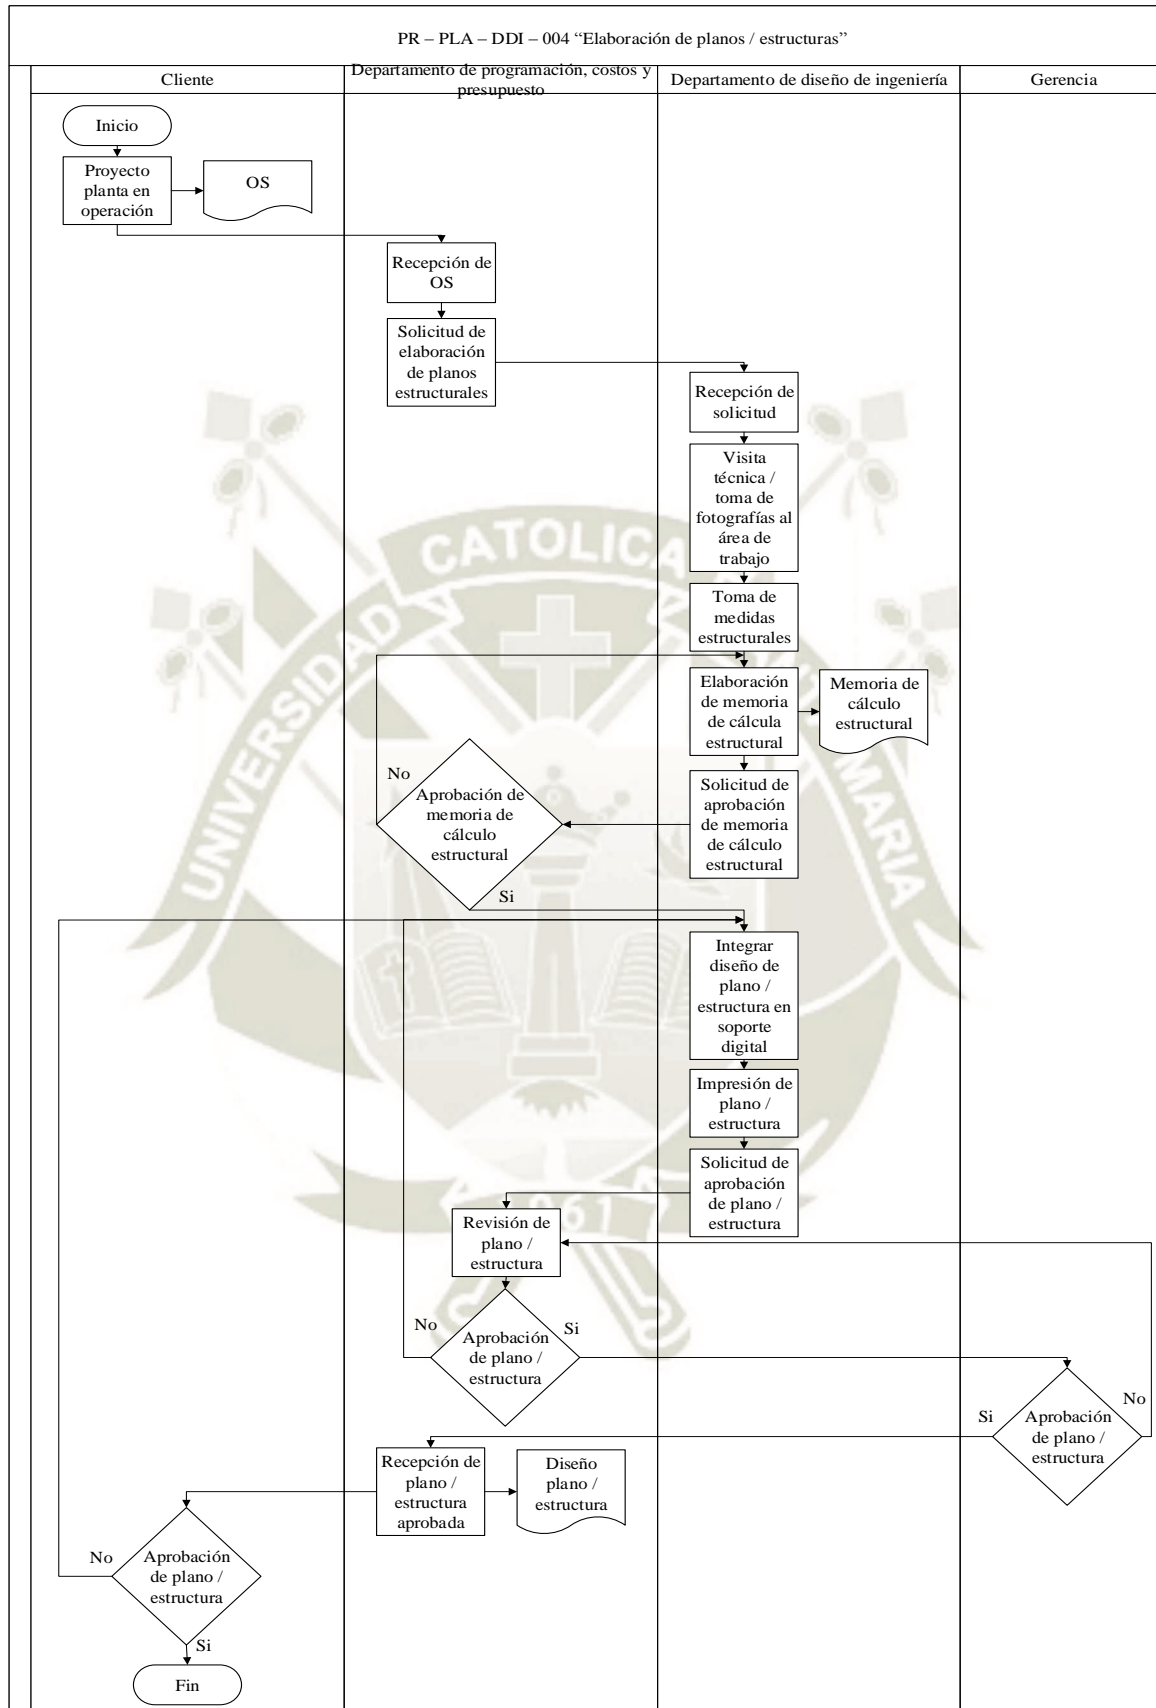 PR – PLA – DDI – 004 “Elaboración de planos / estructuras”
Cliente
Departamento de programación, costos y
presupuesto
Departamento de diseño de ingeniería
Gerencia
Inicio
Proyecto
planta en
operación
OS
Recepción de
OS
Solicitud de
elaboración
de planos
estructurales
Recepción de
solicitud
Visita
técnica /
toma de
fotografías al
área de
trabajo
Toma de
medidas
estructurales
Elaboración
de memoria
de cálcula
estructural
Memoria de
cálculo
estructural
Solicitud de
aprobación
de memoria
de cálculo
estructural
No
Aprobación de
memoria de
cálculo
estructural
Si
Integrar
diseño de
plano /
estructura en
soporte
digital
Impresión de
plano /
estructura
Solicitud de
aprobación
de plano /
estructura
Revisión de
plano /
estructura
No
Aprobación
de plano /
estructura
Si
Si
Aprobación
de plano /
estructura
No
Recepción de
plano /
estructura
aprobada
Diseño
plano /
estructura
No
Aprobación
de plano /
estructura
Si
Fin
UNIVERSIDAD
CATOLICA
MARIA
961